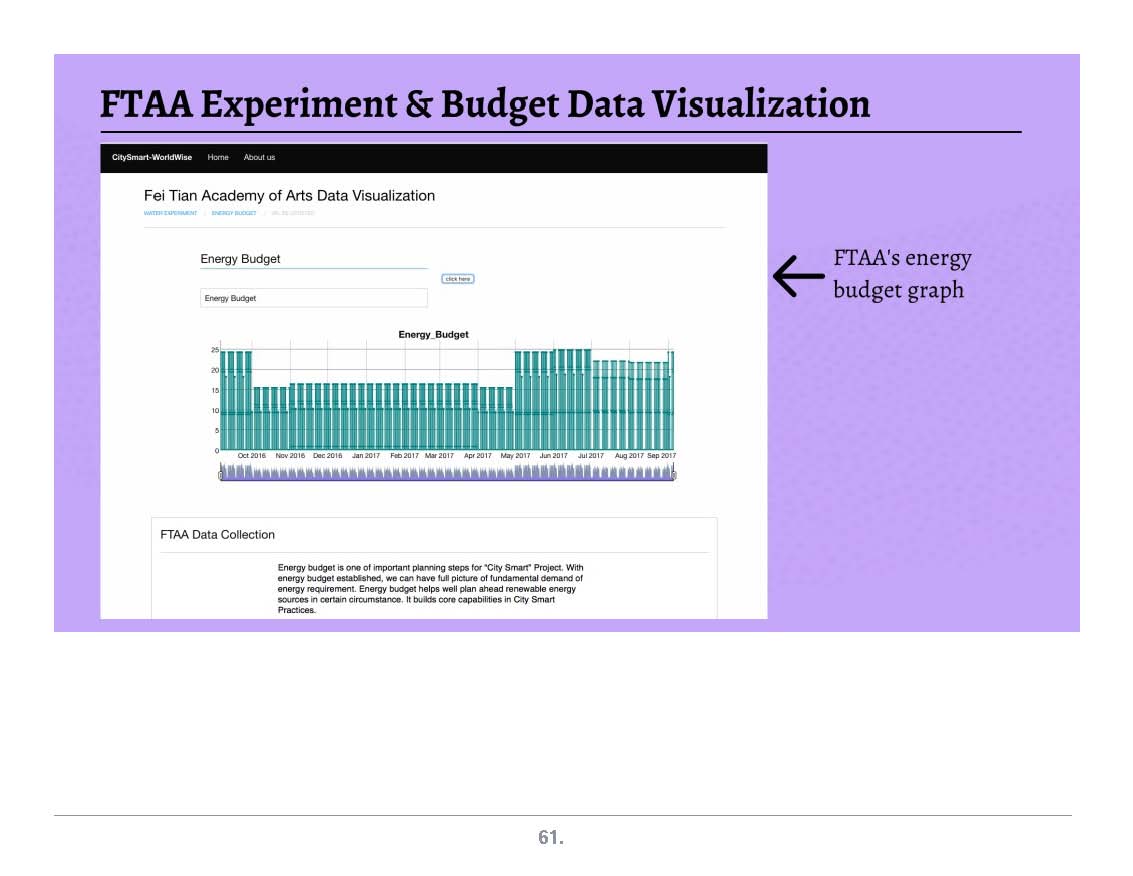 FTAA Experiment & Budget Data Visualization
CitySmart-WorldWise Home About us
Fei Tian Academy of Arts Data Visualization
WATER EXPERIMENT / ENERGY BUDGET /
Energy Budget
click here
Energy Budget
FTAA's energy
budget graph
Energy_Budget
25
20
15
10
5
0
Oct 2016 Nov 2016 Dec 2016 Jan 2017 Feb 2017 Mar 2017 Apr 2017 May 2017 Jun 2017 Jul 2017 Aug 2017 Sep 2017
FTAA Data Collection
Energy budget is one of important planning steps for "City Smart" Project. With
energy budget established, we can have full picture of fundamental demand of
energy requirement. Energy budget helps well plan ahead renewable energy
sources in certain circumstance. It builds core capabilities in City Smart
Practices.
61.